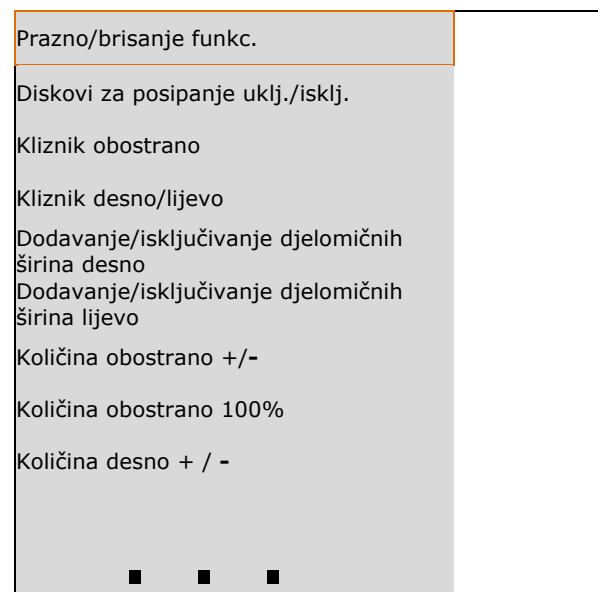 Prazno/brisanje funkc.
Diskovi za posipanje uklj./isklj.
Kliznik obostrano
Kliznik desno/lijevo
Dodavanje/isključivanje djelomičnih
širina desno
Dodavanje/isključivanje djelomičnih
širina lijevo
Količina obostrano +/-
Količina obostrano 100%
Količina desno + / -